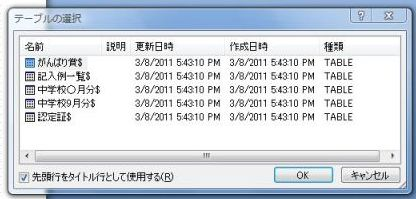 テーブルの選択
名前 説明 更新日時 作成日時 種類
がんばり賞$ 3/8/2011 5:43:10 PM 3/8/2011 5:43:10 PM TABLE
記入例一覧$ 3/8/2011 5:43:10 PM 3/8/2011 5:43:10 PM TABLE
中学校〇月分$ 3/8/2011 5:43:10 PM 3/8/2011 5:43:10 PM TABLE
中学校9月分$ 3/8/2011 5:43:10 PM 3/8/2011 5:43:10 PM TABLE
認定証$ 3/8/2011 5:43:10 PM 3/8/2011 5:43:10 PM TABLE
先頭行をタイトル行として使用する(R) OK キャンセル